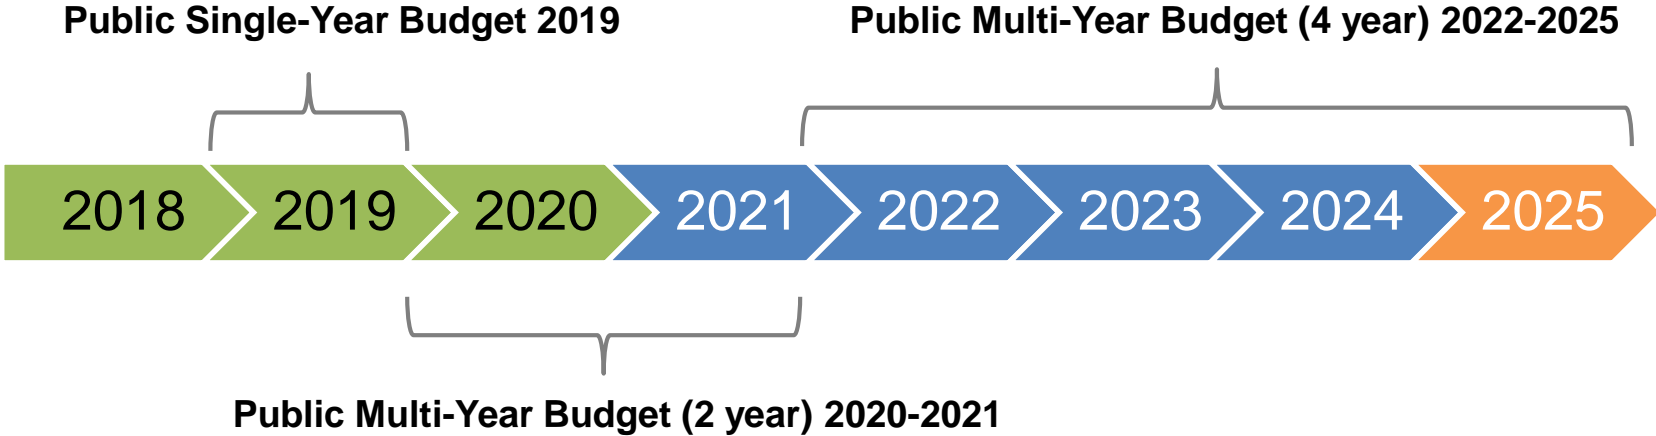 Public Single-Year Budget 2019
Public Multi-Year Budget (4 year) 2022-2025
2018
2019
2020
2021
2022
2023
2024
2025
Public Multi-Year Budget (2 year) 2020-2021